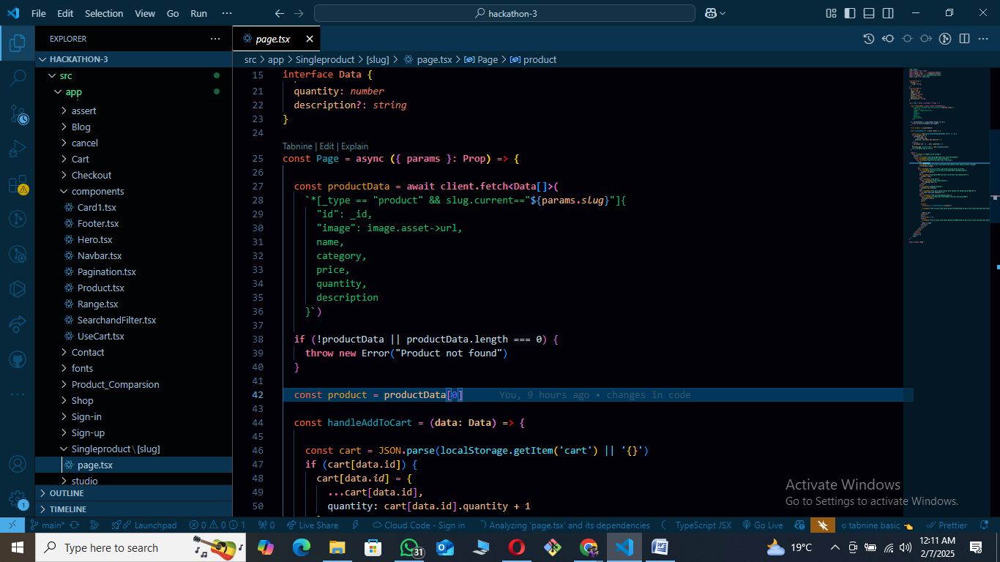 File Edit Selection View Go Run ··· hackathon-3
EXPLORER ···
HACKATHON-3
src
app
assert
Blog
cancel
Cart
Checkout
components
Card1.tsx
Footer.tsx
Hero.tsx
Navbar.tsx
Pagination.tsx
Product.tsx
Range.tsx
SearchandFilter.tsx
UseCart.tsx
Contact
fonts
Product_Comparsion
Shop
Sign-in
Sign-up
Singleproduct\[slug]
page.tsx
studio
OUTLINE
TIMELINE
1
page.tsx
src > app > Singleproduct > [slug] > page.tsx > Page > product
15 interface Data {
21 quantity: number
22 description?: string
23 }
24
Tabnine | Edit | Explain
25 const Page = async ({ params }: Prop) => {
26
27 const productData = await client.fetch<Data[]>(
28 `*[_type == "product" && slug.current=="${params.slug}"]{
29 "id": _id,
30 "image": image.asset->url,
31 name,
32 category,
33 price,
34 quantity,
35 description
36 }`)
37
38 if (!productData || productData.length === 0) {
39 throw new Error("Product not found")
40 }
41
42 const product = productData[0] You, 9 hours ago • changes in code
43
44 const handleAddToCart = (data: Data) => {
45
46 const cart = JSON.parse(localStorage.getItem('cart') || '{}')
47 if (cart[data.id]) {
48 cart[data.id] = {
49 ...cart[data.id],
50 quantity: cart[data.id].quantity + 1
Activate Windows
Go to Settings to activate Windows.
main* Launchpad 0 0 1 0 Live Share Cloud Code - Sign in Analyzing 'page.tsx' and its dependencies TypeScript JSX Go Live tabnine basic Prettier
Type here to search 31 19°C 12:11 AM
2/7/2025